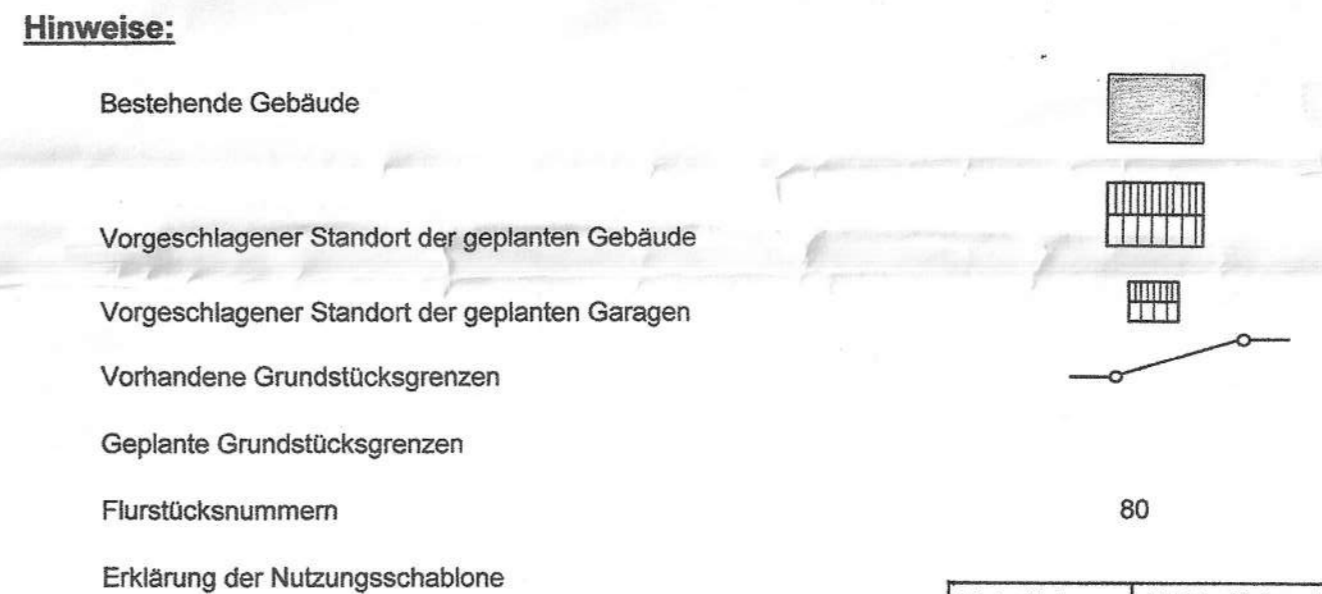 Hinweise:
Bestehende Gebäude
Vorgeschlagener Standort der geplanten Gebäude
Vorgeschlagener Standort der geplanten Garagen
Vorhandene Grundstücksgrenzen
Geplante Grundstücksgrenzen
Flurstücksnummern 80
Erklärung der Nutzungsschablone